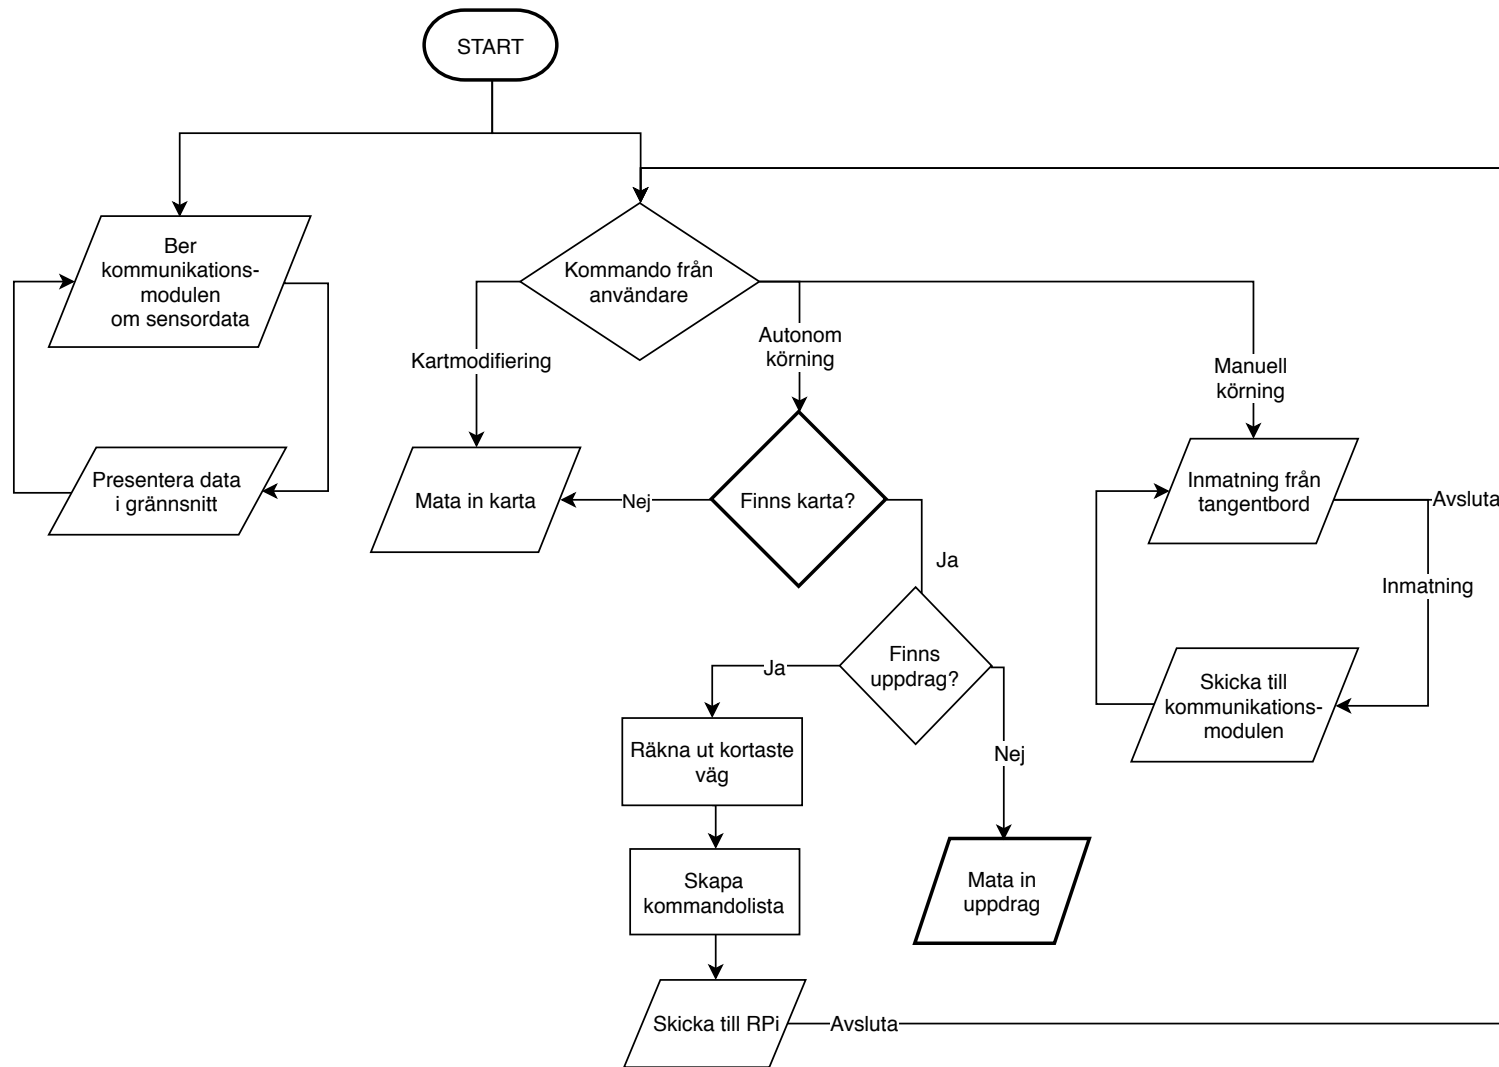 START
Ber
kommunikations-
modulen
om sensordata
Presentera data
i grännsnitt
Kommando från
användare
Kartmodifiering
Autonom
körning
Manuell
körning
Mata in karta
Nej
Finns karta?
Ja
Inmatning från
tangentbord
Avsluta
Inmatning
Skicka till
kommunikations-
modulen
Finns
uppdrag?
Ja
Nej
Räkna ut kortaste
väg
Skapa
kommandolista
Mata in
uppdrag
Skicka till RPi
Avsluta